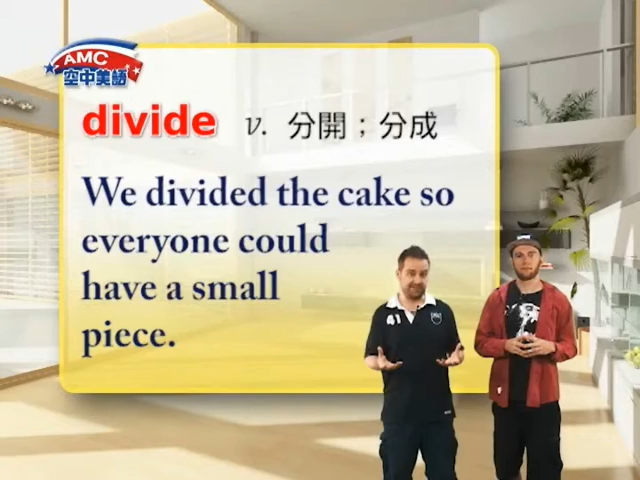 AMC
空中美語
divide v. 分開；分成
We divided the cake so
everyone could
have a small
piece.
41